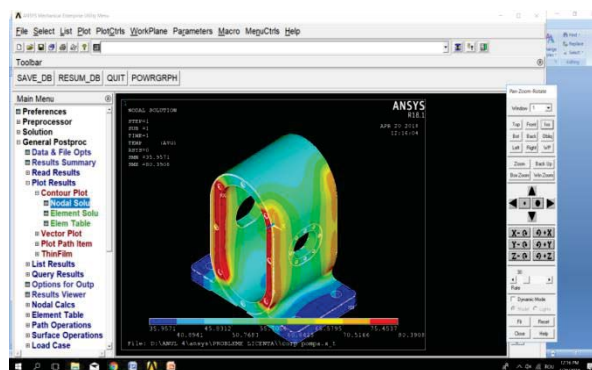 ANSYS Mechanical Enterprise Utility Menu
File Select List Plot PlotCtrls WorkPlane Parameters Macro MenuCtrls Help
Toolbar
SAVE_DB RESUM_DB QUIT POWRGRPH
Main Menu
Preferences
Preprocessor
Solution
General Postproc
Data & File Opts
Results Summary
Read Results
Plot Results
Contour Plot
Nodal Solu
Element Solu
Elem Table
Vector Plot
Plot Path Item
ThinFilm
List Results
Query Results
Options for Outp
Results Viewer
Nodal Calcs
Element Table
Path Operations
Surface Operations
Load Case
NODAL SOLUTION
STEP=1
SUB =1
TIME=1
TEMP (AVG)
RSYS=0
SMN =35.9571
SMX =80.3908
ANSYS
R18.1
35.9571 45.8312 75.4537
40.8941 50.7683 70.5166 80.3908
Pan-Zoom-Rotate
Window 1
Top Front Iso
Bot Back Obliq
Left Right WP
Zoom Back Up
Box Zoom Win Zoom
Rate
Dynamic Mode
Fit Reset
Close Help